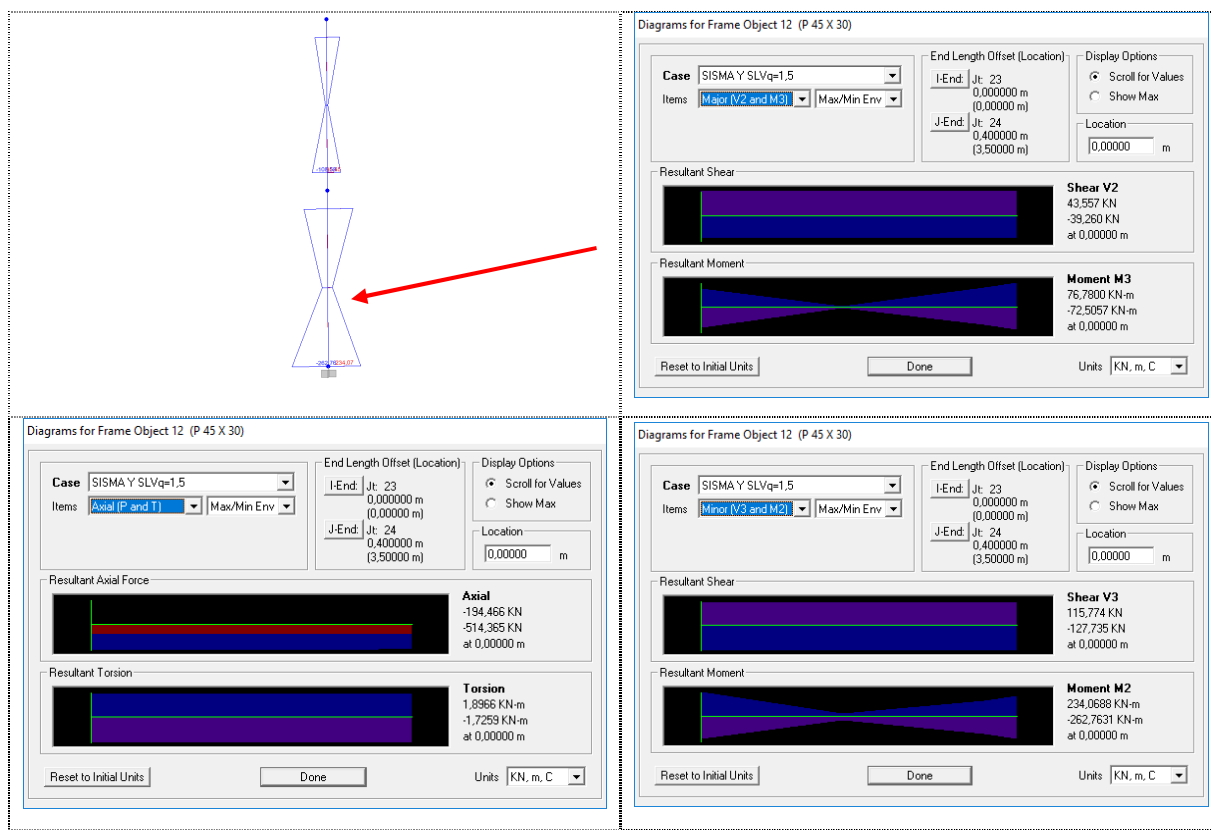 -262,76234,07
Diagrams for Frame Object 12 (P 45 X 30)
Case SISMA Y SLVq=1,5
Items Major (V2 and M3) Max/Min Env
End Length Offset (Location)
I-End: Jt: 23
0,000000 m
(0,00000 m)
J-End: Jt: 24
0,400000 m
(3,50000 m)
Display Options
Scroll for Values
Show Max
Location
0,00000 m
Resultant Shear
Shear V2
43,557 KN
-39,260 KN
at 0,00000 m
Resultant Moment
Moment M3
76,7800 KN-m
-72,5057 KN-m
at 0,00000 m
Reset to Initial Units Done Units KN, m, C
Diagrams for Frame Object 12 (P 45 X 30)
Case SISMA Y SLVq=1,5
Items Axial (P and T) Max/Min Env
End Length Offset (Location)
I-End: Jt: 23
0,000000 m
(0,00000 m)
J-End: Jt: 24
0,400000 m
(3,50000 m)
Display Options
Scroll for Values
Show Max
Location
0,00000 m
Resultant Axial Force
Axial
-194,466 KN
-514,365 KN
at 0,00000 m
Resultant Torsion
Torsion
1,8966 KN-m
-1,7259 KN-m
at 0,00000 m
Reset to Initial Units Done Units KN, m, C
Diagrams for Frame Object 12 (P 45 X 30)
Case SISMA Y SLVq=1,5
Items Minor (V3 and M2) Max/Min Env
End Length Offset (Location)
I-End: Jt: 23
0,000000 m
(0,00000 m)
J-End: Jt: 24
0,400000 m
(3,50000 m)
Display Options
Scroll for Values
Show Max
Location
0,00000 m
Resultant Shear
Shear V3
115,774 KN
-127,735 KN
at 0,00000 m
Resultant Moment
Moment M2
234,0688 KN-m
-262,7631 KN-m
at 0,00000 m
Reset to Initial Units Done Units KN, m, C